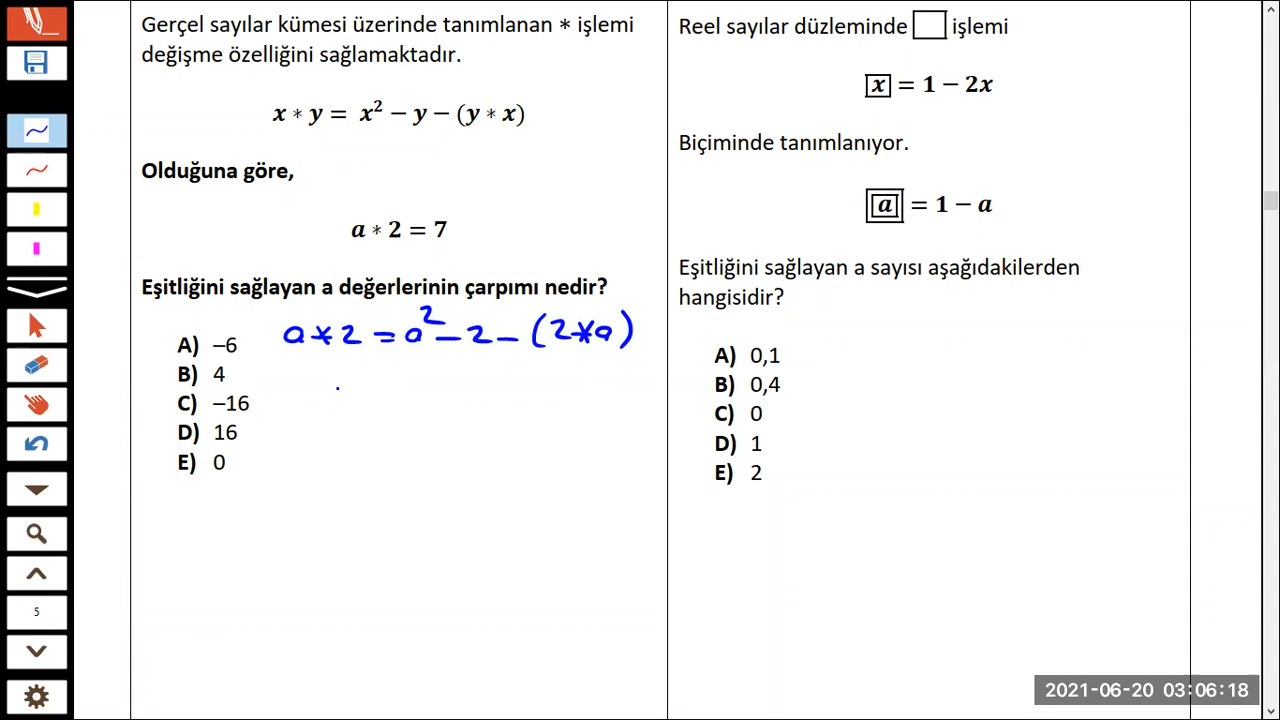 Gerçel sayılar kümesi üzerinde tanımlanan ∗ işlemi
değişme özelliğini sağlamaktadır.
x ∗ y = x² − y − (y ∗ x)
Olduğuna göre,
a ∗ 2 = 7
Eşitliğini sağlayan a değerlerinin çarpımı nedir?
a * 2 = a² − 2 − (2*a)
A) –6
B) 4
C) –16
D) 16
E) 0
Reel sayılar düzleminde □ işlemi
x = 1 − 2x
Biçiminde tanımlanıyor.
a = 1 − a
Eşitliğini sağlayan a sayısı aşağıdakilerden
hangisidir?
A) 0,1
B) 0,4
C) 0
D) 1
E) 2
5
2021-06-20 03:06:18